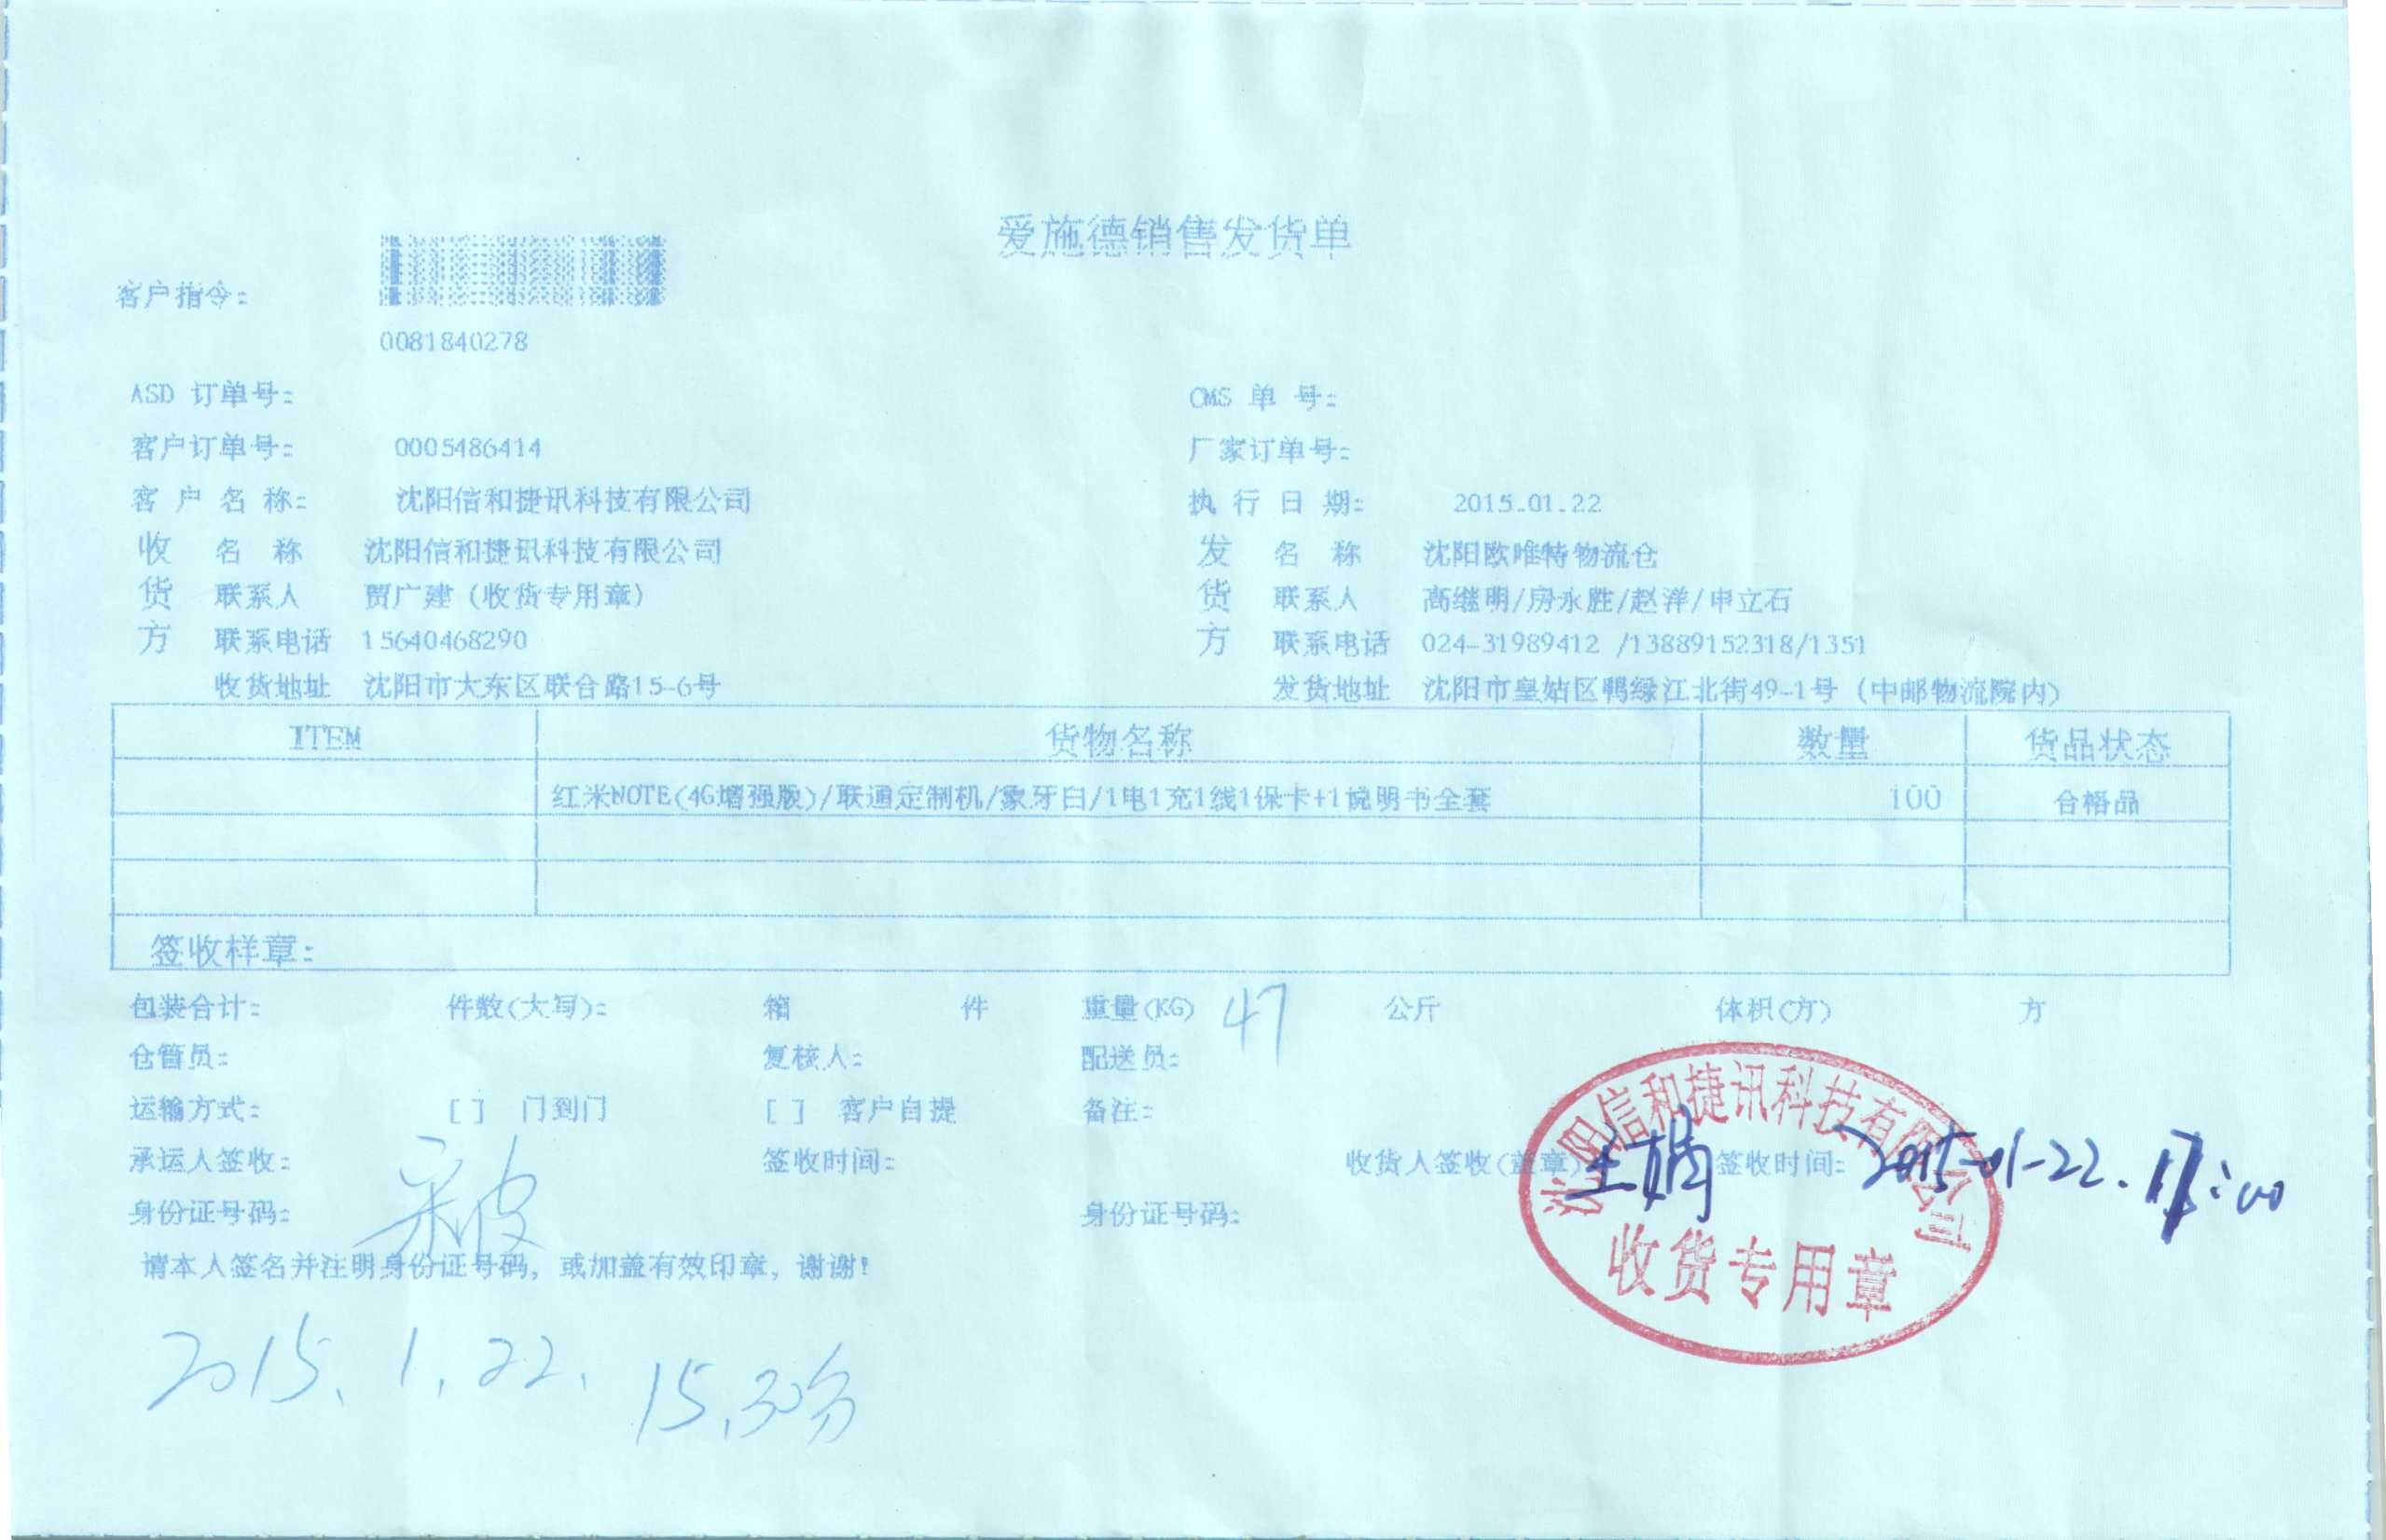 爱施德销售发货单
客户指令:
0081840278
ASD 订单号: CMS 单 号:
客户订单号: 0005486414 厂家订单号:
客 户 名 称: 沈阳信和捷讯科技有限公司 执 行 日 期: 2015.01.22
收 名 称 沈阳信和捷讯科技有限公司 发 名 称 沈阳欧唯特物流仓
货 联系人 贾广建（收货专用章） 货 联系人 高继明/房永胜/赵洋/申立石
方 联系电话 15640468290 方 联系电话 024-31989412 /13889152318/1351
收货地址 沈阳市大东区联合路15-6号 发货地址 沈阳市皇姑区鸭绿江北街49-1号（中邮物流院内）
ITEM 货物名称 数量 货品状态
红米NOTE(4G增强版)/联通定制机/象牙白/1电1充1线1保卡+1说明书全套 100 合格品
签收样章:
包装合计: 件数(大写): 箱 件 重量(KG) 47 公斤 体积(方) 方
仓管员: 复核人: 配送员:
运输方式: [ ] 门到门 [ ] 客户自提 备注:
承运人签收: 签收时间: 收货人签收(盖章) 王娟 签收时间: 2015-01-22.
身份证号码: 身份证号码:
请本人签名并注明身份证号码，或加盖有效印章，谢谢!
2015.1.22. 15.30分
沈阳信和捷讯科技有限公司
收货专用章